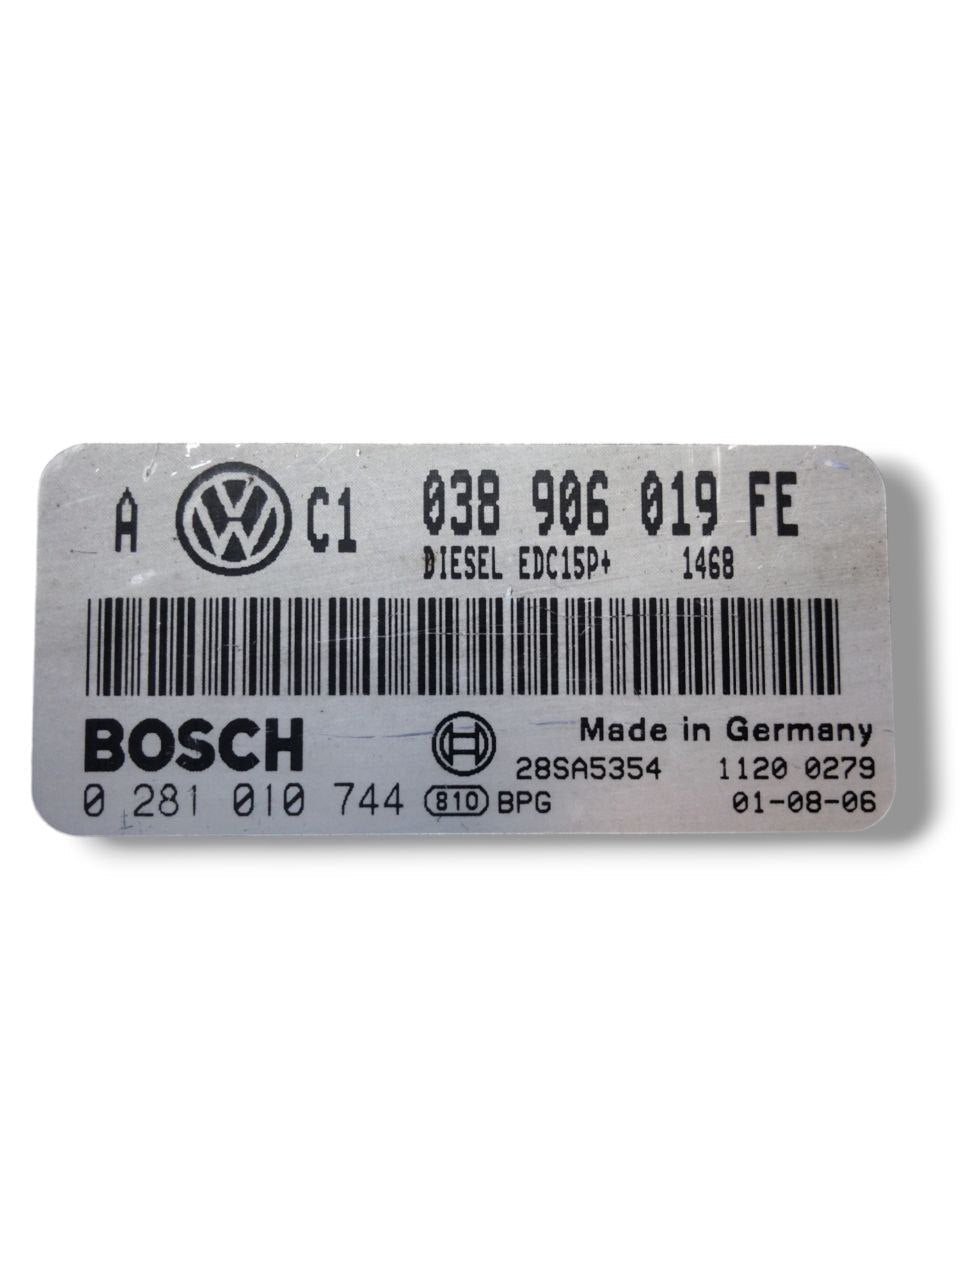 A VW C1 038 906 019 FE
DIESEL EDC15P+ 1468
BOSCH Made in Germany
28SA5354 1120 0279
0 281 010 744 810 BPG 01-08-06